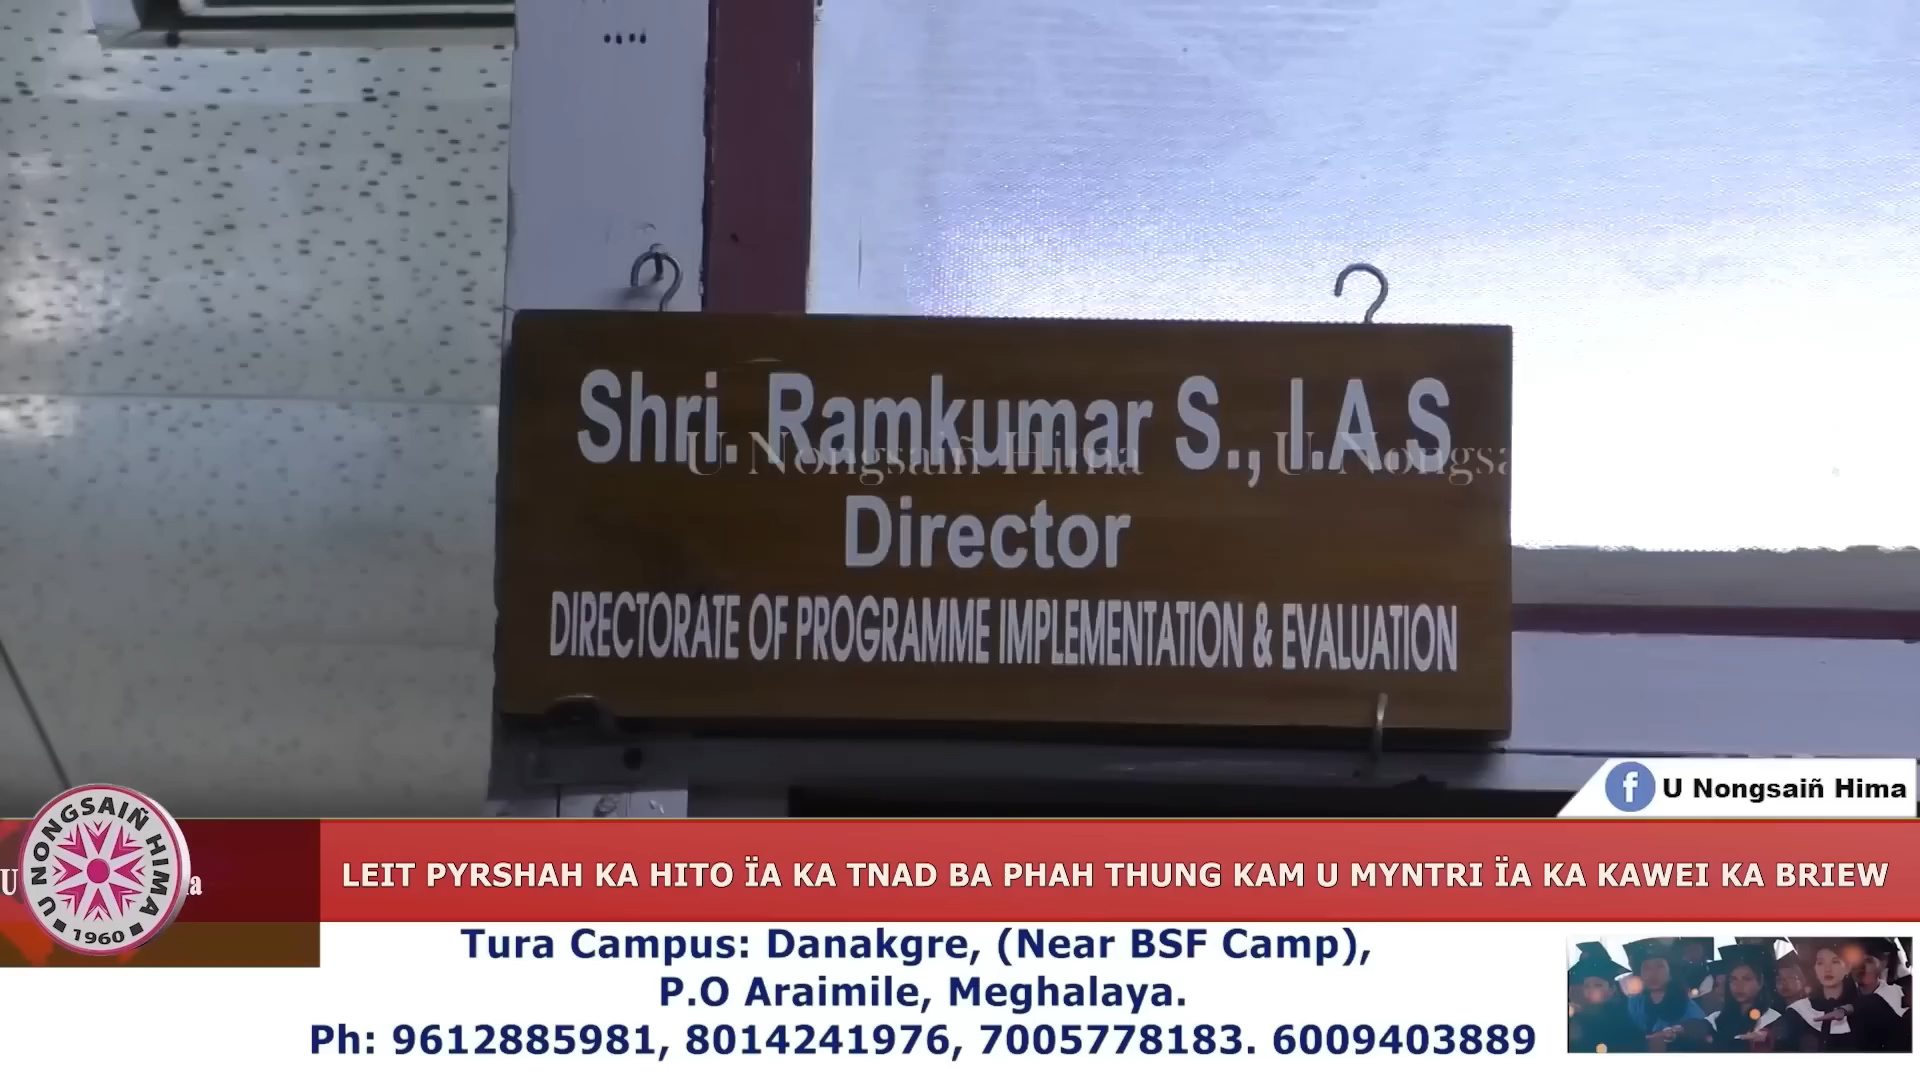 Shri. Ramkumar S., I.A.S
U Nongsaiñ Hima U Nongsa
Director
DIRECTORATE OF PROGRAMME IMPLEMENTATION & EVALUATION
U Nongsaiñ Hima
U NONGSAIÑ HIMA
1960
LEIT PYRSHAH KA HITO ÏA KA TNAD BA PHAH THUNG KAM U MYNTRI ÏA KA KAWEI KA BRIEW
Tura Campus: Danakgre, (Near BSF Camp),
P.O Araimile, Meghalaya.
Ph: 9612885981, 8014241976, 7005778183. 6009403889